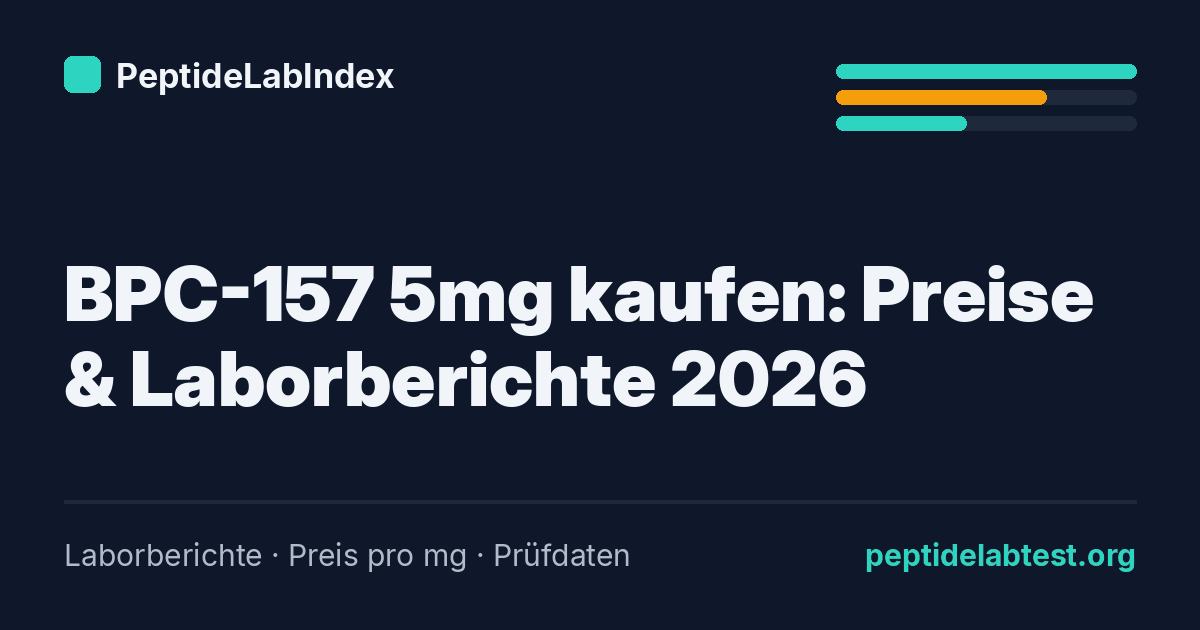 PeptideLabIndex
BPC-157 5mg kaufen: Preise
& Laborberichte 2026
Laborberichte · Preis pro mg · Prüfdaten
peptidelabtest.org